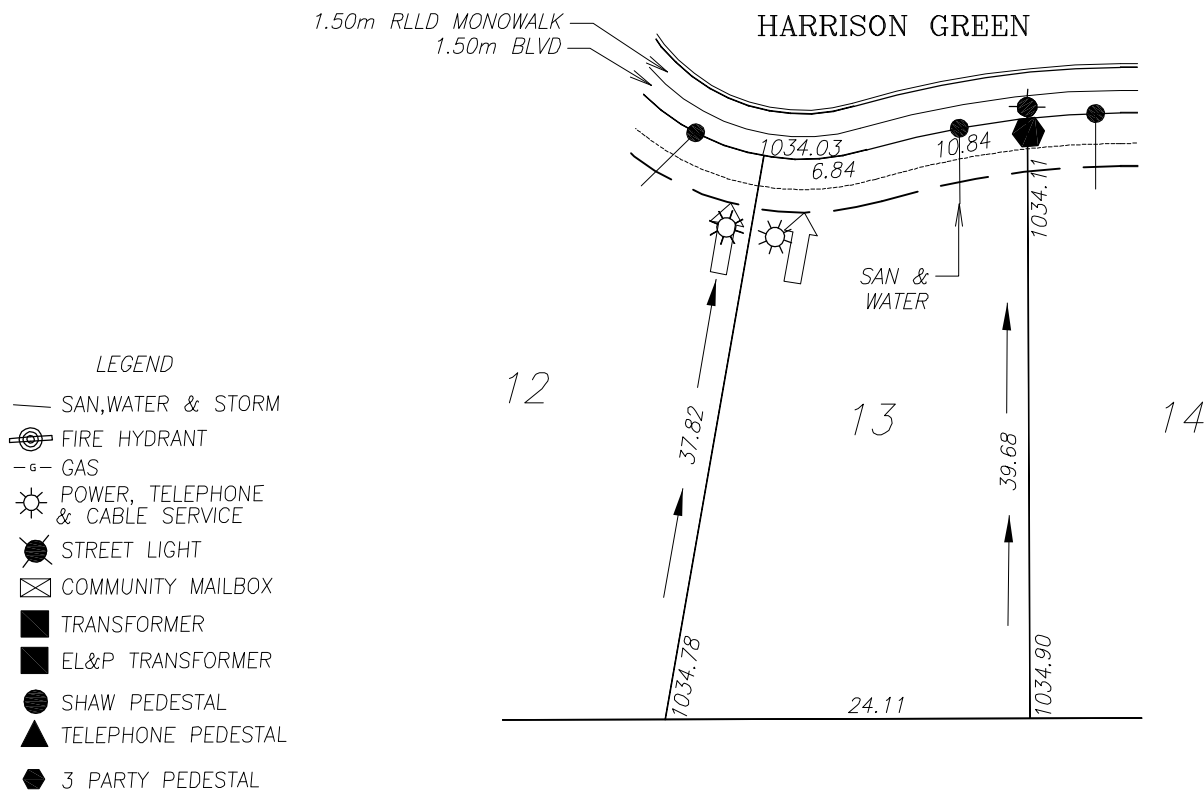 HARRISON GREEN
1.50m RLLD MONOWALK
1.50m BLVD
1034.03
10.84
6.84
1034.11
SAN &
WATER
12
13
14
37.82
39.68
1034.78
1034.90
24.11
LEGEND
SAN,WATER & STORM
FIRE HYDRANT
G GAS
POWER, TELEPHONE
& CABLE SERVICE
STREET LIGHT
COMMUNITY MAILBOX
TRANSFORMER
EL&P TRANSFORMER
SHAW PEDESTAL
TELEPHONE PEDESTAL
3 PARTY PEDESTAL